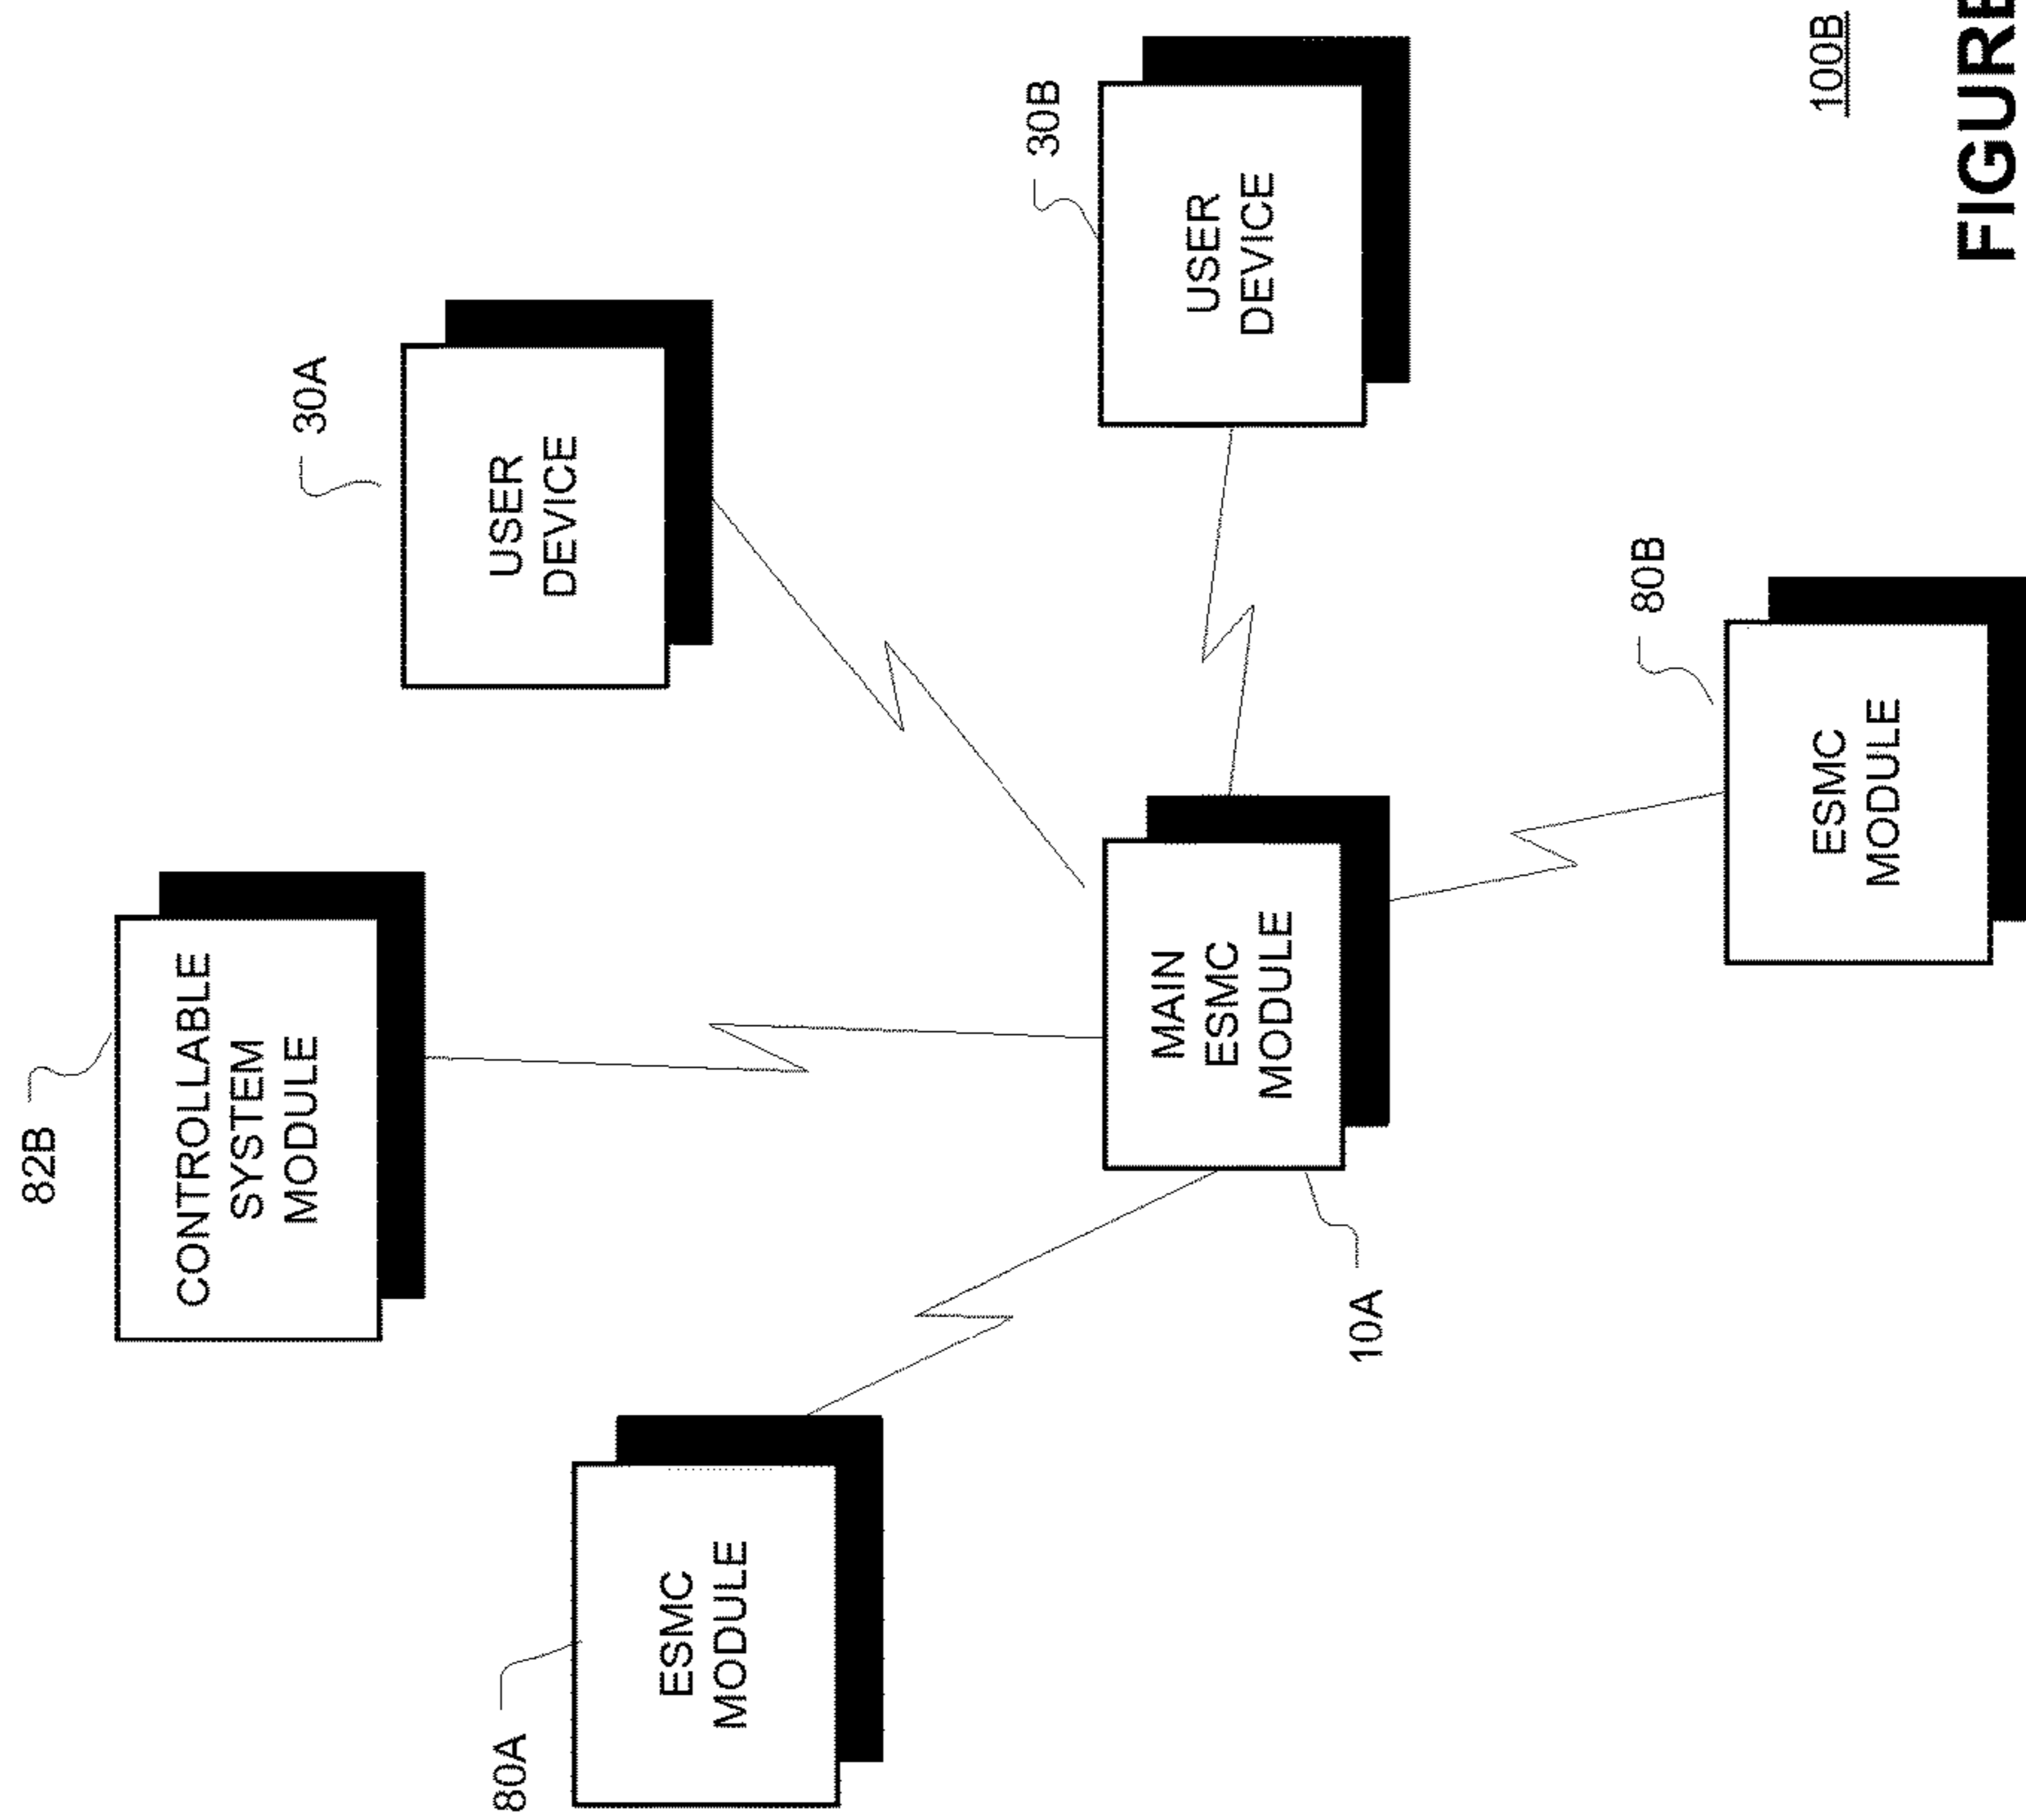 82B
CONTROLLABLE
SYSTEM
MODULE
30A
USER
DEVICE
80A
ESMC
MODULE
MAIN
ESMC
MODULE
10A
30B
USER
DEVICE
80B
ESMC
MODULE
100B
FIGURE